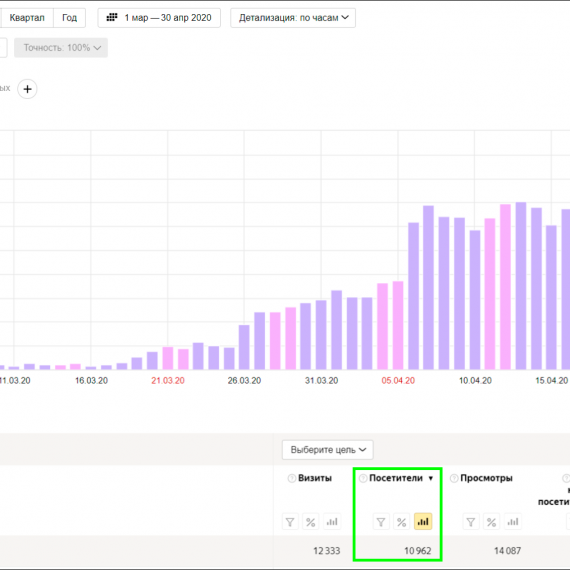 Квартал Год 1 мар — 30 апр 2020 Детализация: по часам
Точность: 100%
ых +
11.03.20 16.03.20 21.03.20 26.03.20 31.03.20 05.04.20 10.04.20 15.04.20
Выберите цель
Визиты Посетители ▼ Просмотры
посети
% % %
12 333 10 962 14 087